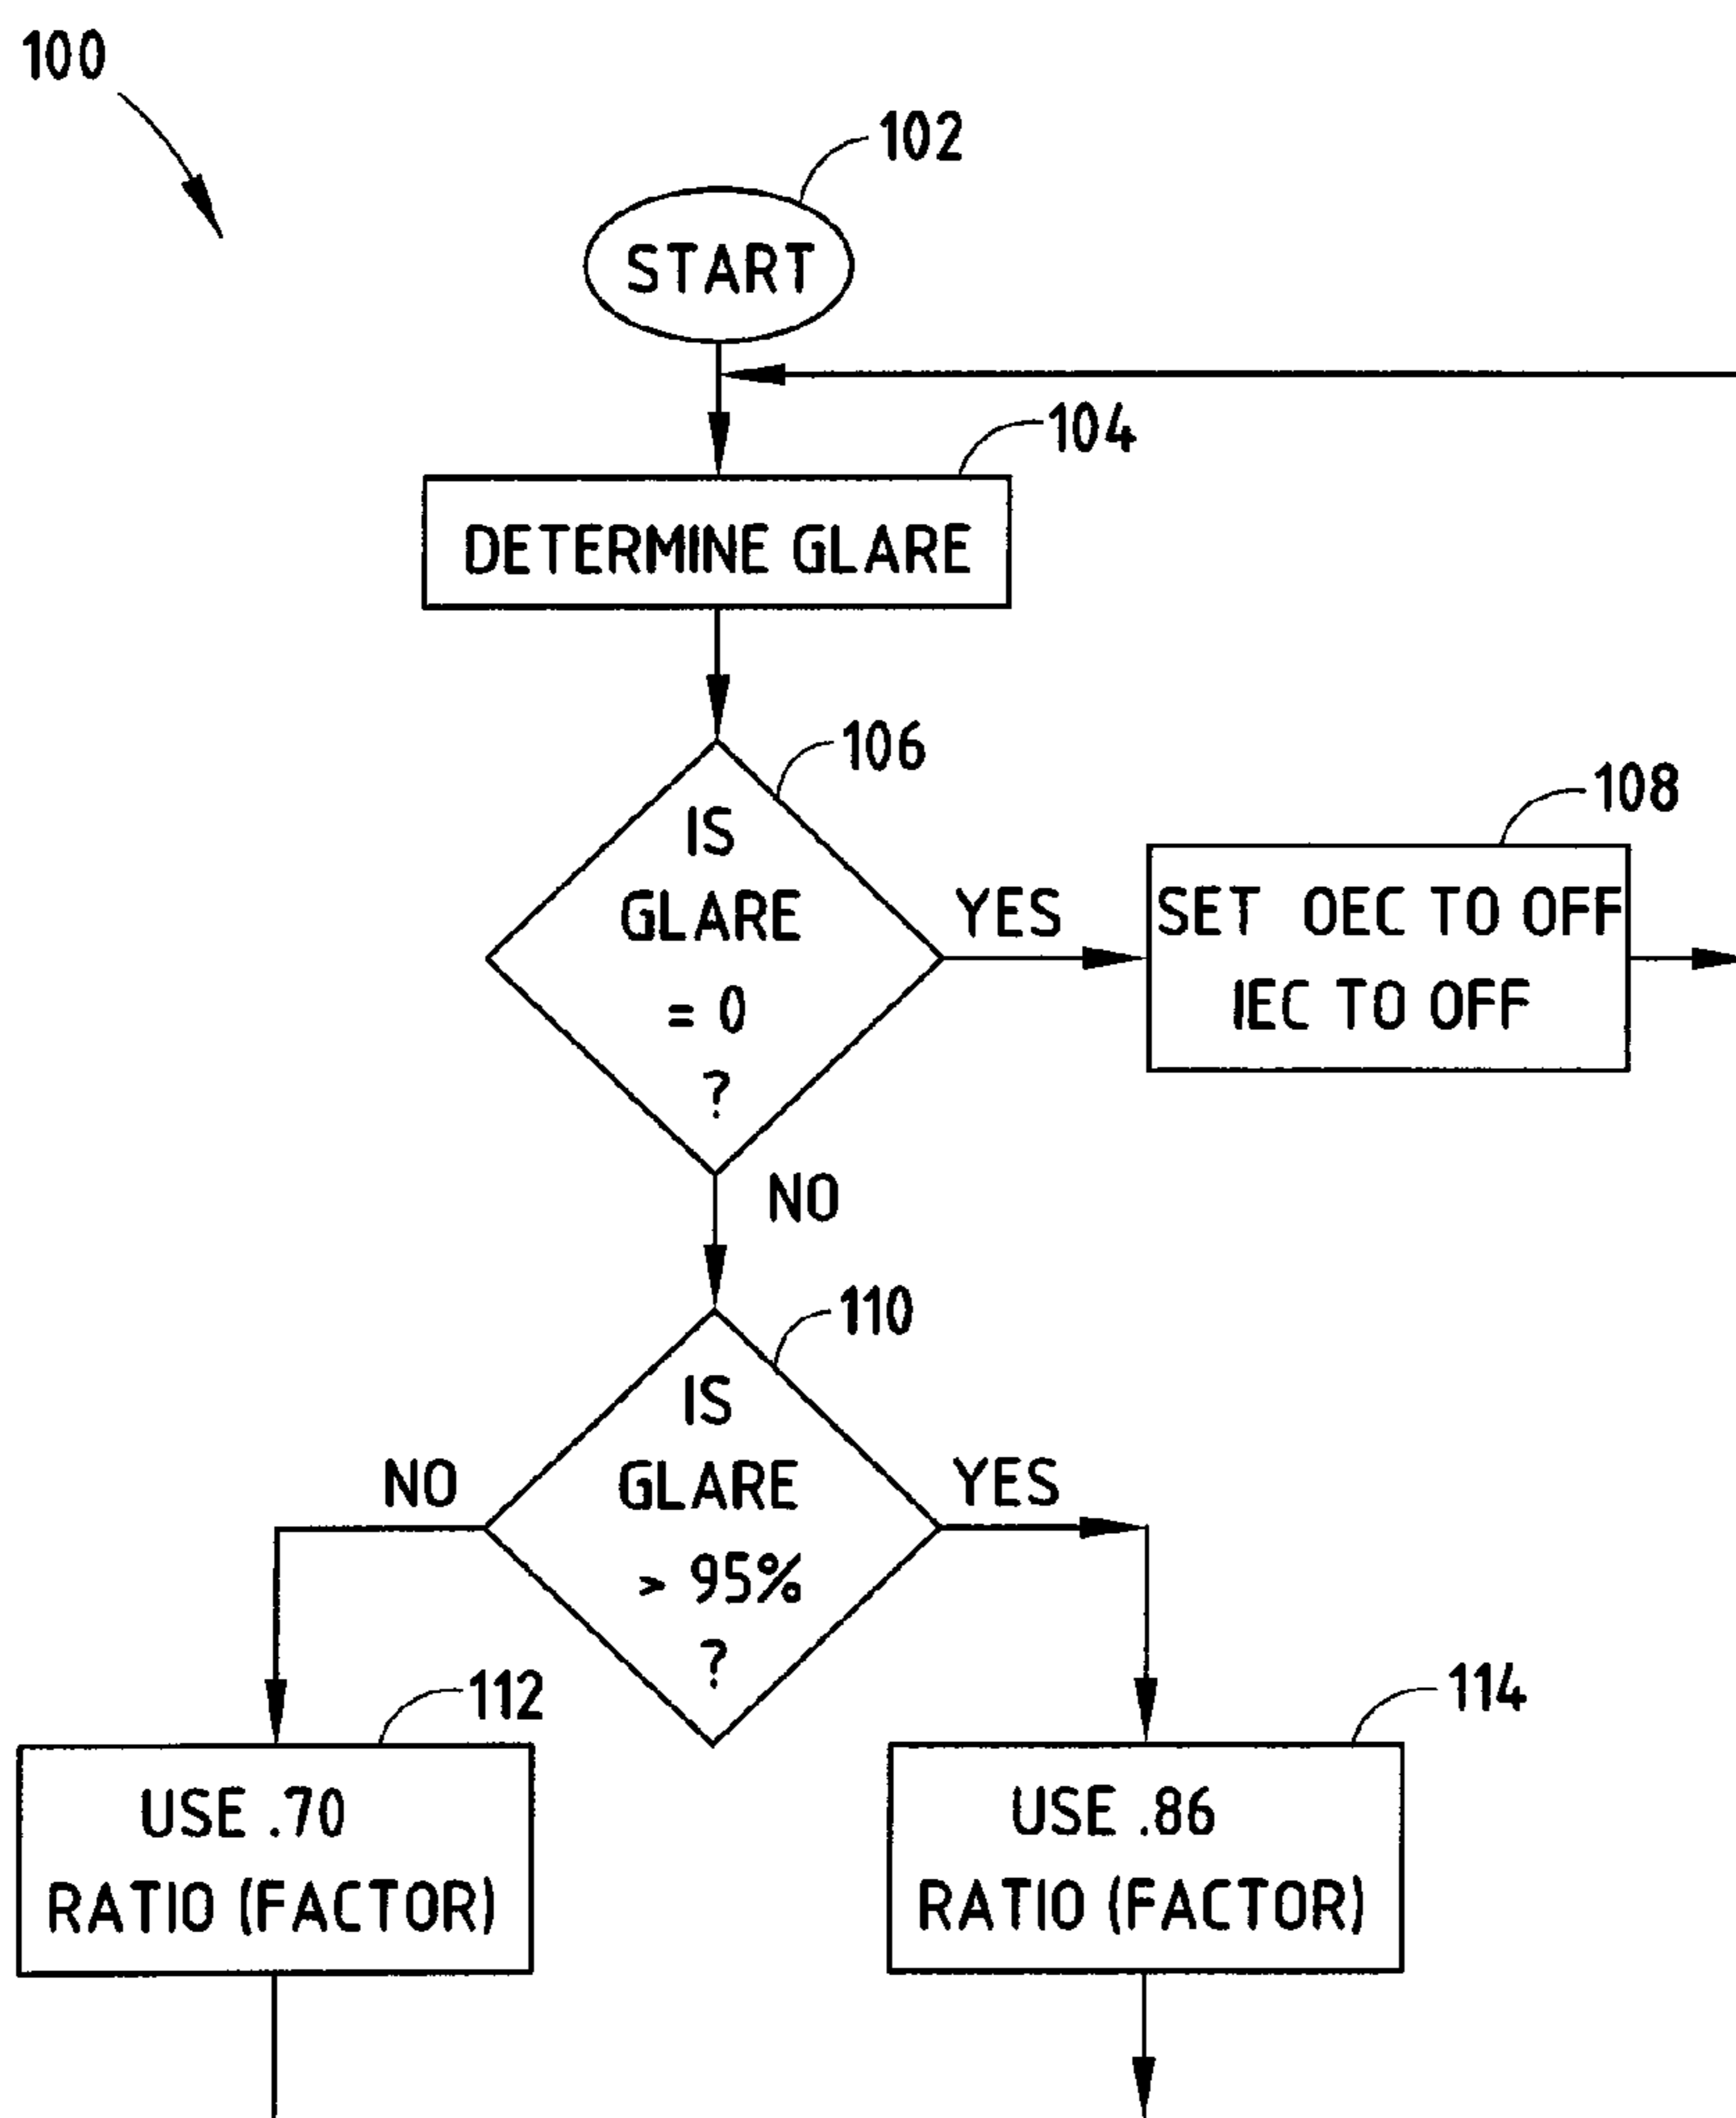 100
102
START
104
DETERMINE GLARE
106
IS
GLARE
= 0
?
YES
108
SET OEC TO OFF
IEC TO OFF
NO
110
IS
GLARE
> 95%
?
NO
YES
112
USE .70
RATIO (FACTOR)
114
USE .86
RATIO (FACTOR)